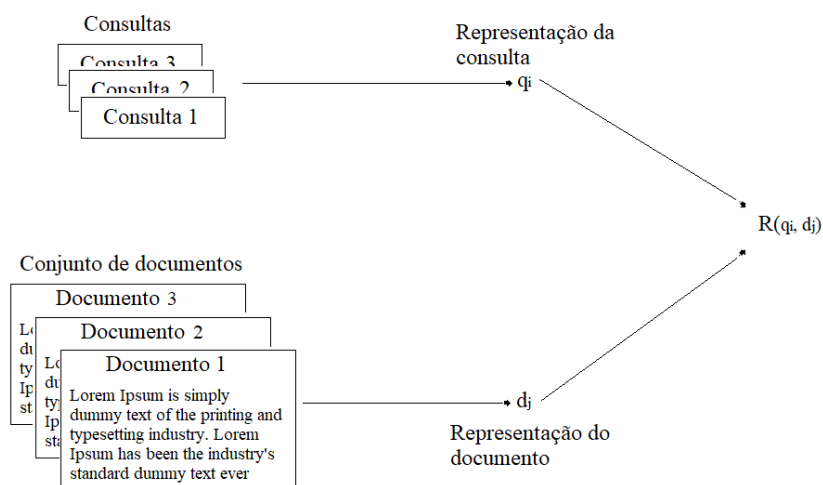 Consultas
Consulta 3
Consulta 2
Consulta 1
Representação da
consulta
qi
R(qi, dj)
Conjunto de documentos
Documento 3
Documento 2
Documento 1
Lorem Ipsum is simply
dummy text of the printing and
typesetting industry. Lorem
Ipsum has been the industry's
standard dummy text ever
dj
Representação do
documento